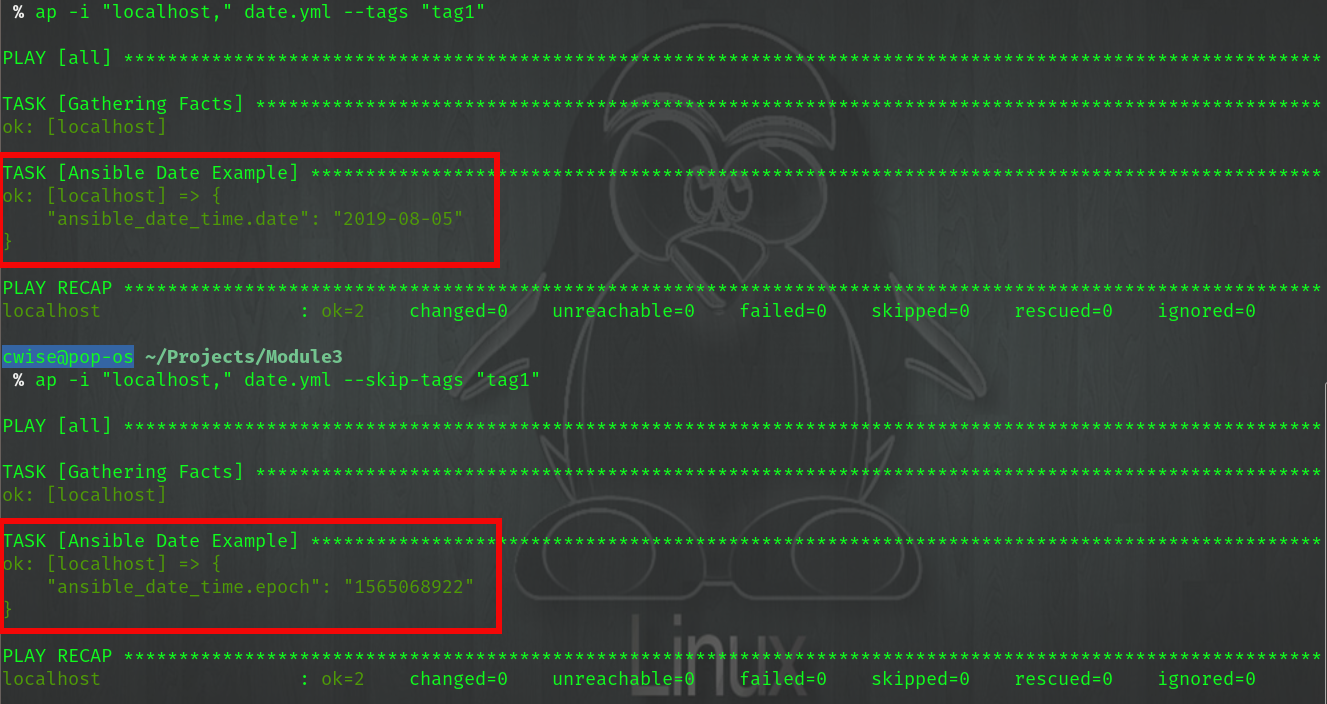 % ap -i "localhost," date.yml --tags "tag1"
PLAY [all] *************************************************************************************************************
TASK [Gathering Facts] *************************************************************************************************
ok: [localhost]
TASK [Ansible Date Example] ********************************************************************************************
ok: [localhost] => {
    "ansible_date_time.date": "2019-08-05"
}
PLAY RECAP *************************************************************************************************************
localhost                  : ok=2    changed=0    unreachable=0    failed=0    skipped=0    rescued=0    ignored=0
cwise@pop-os ~/Projects/Module3
% ap -i "localhost," date.yml --skip-tags "tag1"
PLAY [all] *************************************************************************************************************
TASK [Gathering Facts] *************************************************************************************************
ok: [localhost]
TASK [Ansible Date Example] ********************************************************************************************
ok: [localhost] => {
    "ansible_date_time.epoch": "1565068922"
}
PLAY RECAP *************************************************************************************************************
localhost                  : ok=2    changed=0    unreachable=0    failed=0    skipped=0    rescued=0    ignored=0
Linux